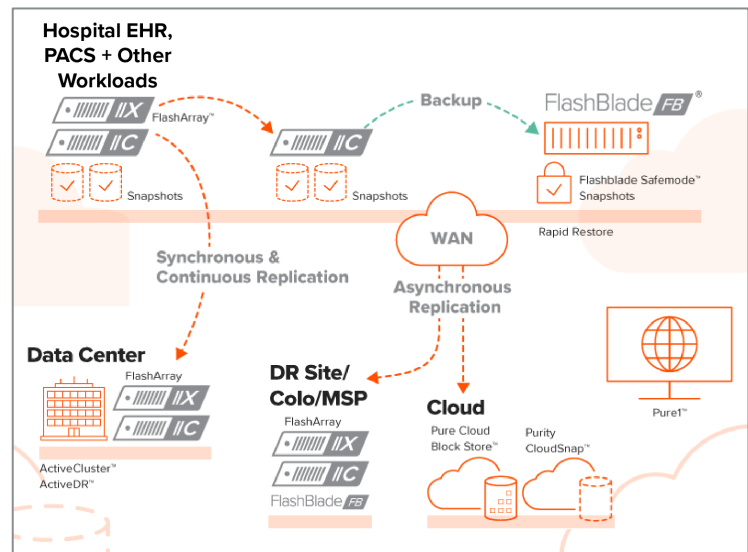 Hospital EHR,
PACS + Other
Workloads
//X
FlashArray™
//C
Snapshots
//C
Snapshots
Backup
FlashBlade FB ®
Flashblade Safemode™
Snapshots
Rapid Restore
WAN
Synchronous &
Continuous Replication
Asynchronous
Replication
Data Center
FlashArray
//X
//C
ActiveCluster™
ActiveDR™
DR Site/
Colo/MSP
FlashArray
//X
//C
FlashBlade FB
Cloud
Pure Cloud
Block Store™
Purity
CloudSnap™
Pure1™